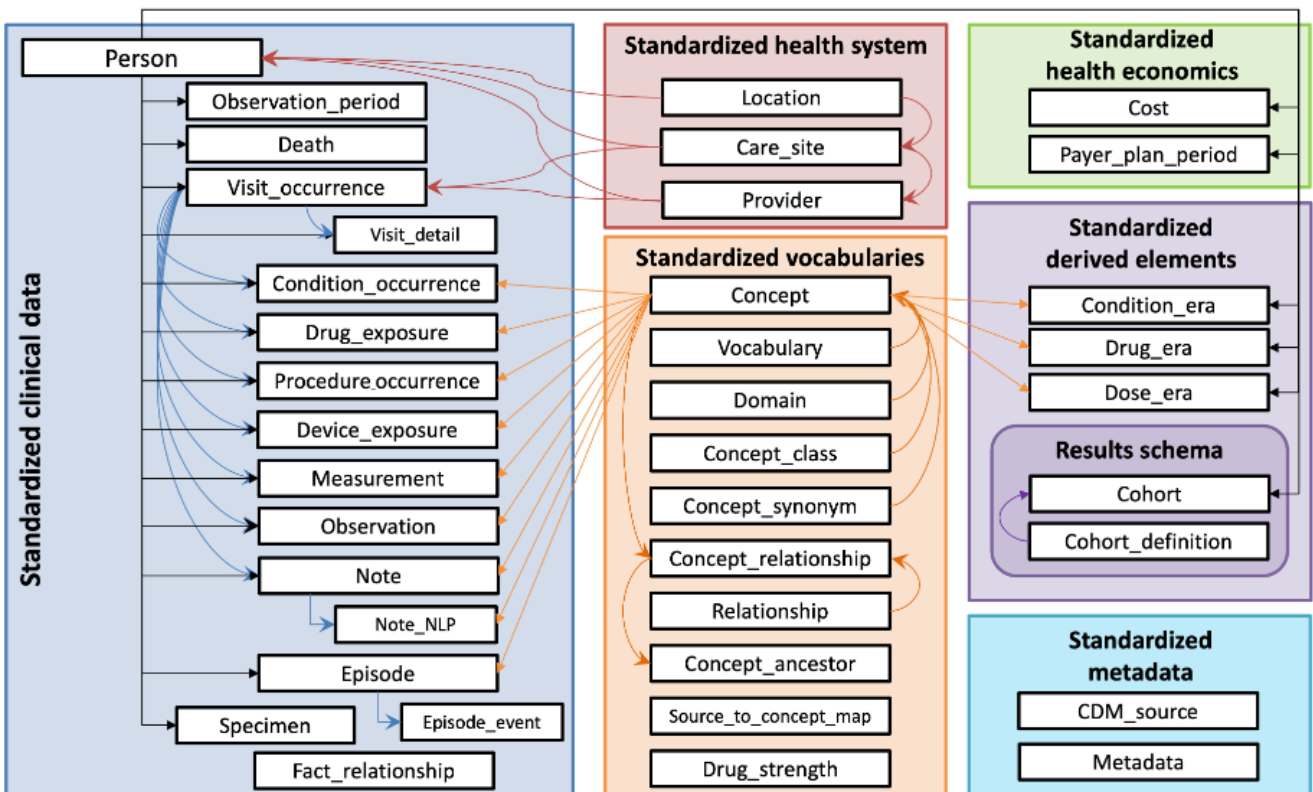 Standardized clinical data
Person
Observation_period
Death
Visit_occurrence
Visit_detail
Condition_occurrence
Drug_exposure
Procedure_occurrence
Device_exposure
Measurement
Observation
Note
Note_NLP
Episode
Episode_event
Specimen
Fact_relationship
Standardized health system
Location
Care_site
Provider
Standardized vocabularies
Concept
Vocabulary
Domain
Concept_class
Concept_synonym
Concept_relationship
Relationship
Concept_ancestor
Source_to_concept_map
Drug_strength
Standardized
health economics
Cost
Payer_plan_period
Standardized
derived elements
Condition_era
Drug_era
Dose_era
Results schema
Cohort
Cohort_definition
Standardized
metadata
CDM_source
Metadata